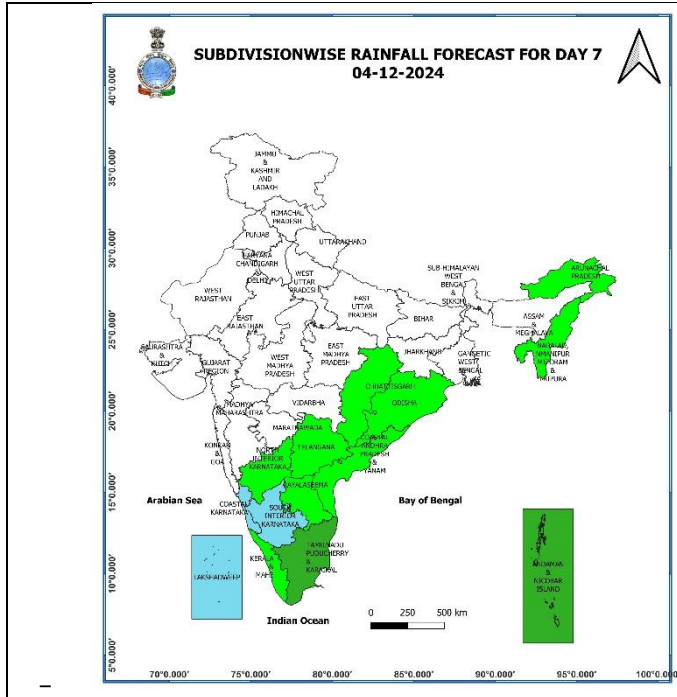 SUBDIVISIONWISE RAINFALL FORECAST FOR DAY 7
04-12-2024
40°0.000'
35°0.000'
30°0.000'
25°0.000'
20°0.000'
15°0.000'
10°0.000'
5°0.000'
JAMMU
&
KASHMIR
AND
LADAKH
HIMACHAL
PRADESH
PUNJAB
UTTARAKHAND
HARYANA
CHANDIGARH
&
DELHI
WEST
UTTAR
PRADESH
WEST
RAJASTHAN
EAST
RAJASTHAN
EAST
UTTAR
PRADESH
BIHAR
SUB-HIMALAYAN
WEST
BENGAL
&
SIKKIM
ARUNACHAL
PRADESH
ASSAM
&
MEGHALAYA
NAGALAND
MANIPUR
MIZORAM
&
TRIPURA
SAURASHTRA
&
KUTCH
GUJARAT
REGION
WEST
MADHYA
PRADESH
EAST
MADHYA
PRADESH
JHARKHAND
GANGETIC
WEST
BENGAL
CHHATTISGARH
ODISHA
VIDARBHA
MADHYA
MAHARASHTRA
MARATHWADA
KONKAN
&
GOA
NORTH
INTERIOR
KARNATAKA
TELANGANA
COASTAL
ANDHRA
PRADESH
&
YANAM
RAYALASEEMA
Arabian Sea
COASTAL
KARNATAKA
SOUTH
INTERIOR
KARNATAKA
Bay of Bengal
TAMILNADU
PUDUCHERRY
&
KARAIKAL
KERALA
&
MAHE
LAKSHADWEEP
ANDAMAN
&
NICOBAR
ISLAND
0 250 500 km
Indian Ocean
70°0.000' 75°0.000' 80°0.000' 85°0.000' 90°0.000' 95°0.000' 100°0.0